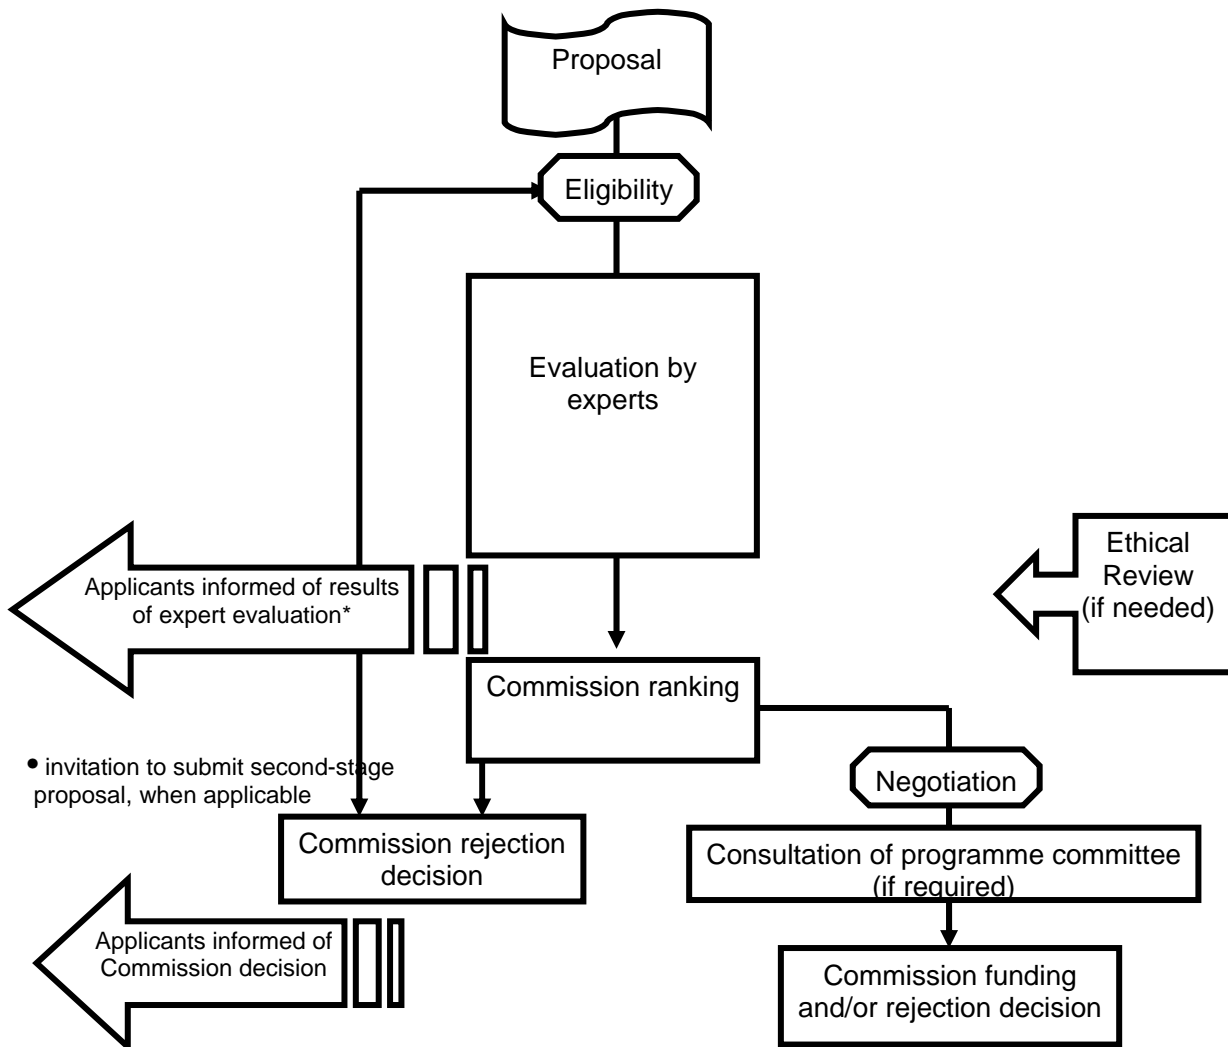 Proposal
Eligibility
Evaluation by
experts
Applicants informed of results
of expert evaluation*
Ethical
Review
(if needed)
Commission ranking
• invitation to submit second-stage
proposal, when applicable
Negotiation
Commission rejection
decision
Consultation of programme committee
(if required)
Applicants informed of
Commission decision
Commission funding
and/or rejection decision